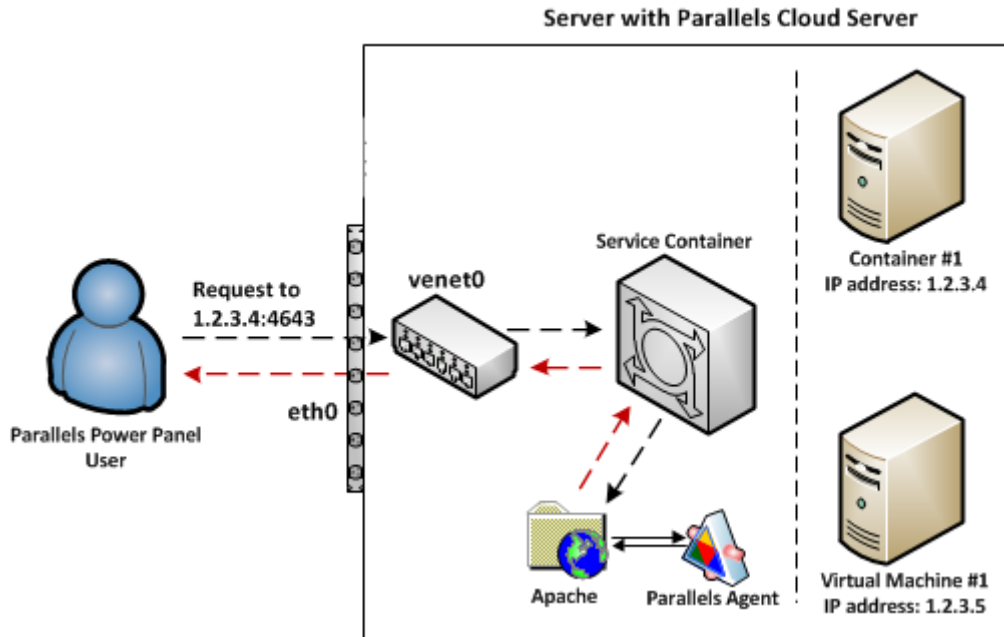 Server with Parallels Cloud Server
Container #1
IP address: 1.2.3.4
Service Container
venet0
Request to
1.2.3.4:4643
eth0
Parallels Power Panel
User
Apache
Parallels Agent
Virtual Machine #1
IP address: 1.2.3.5